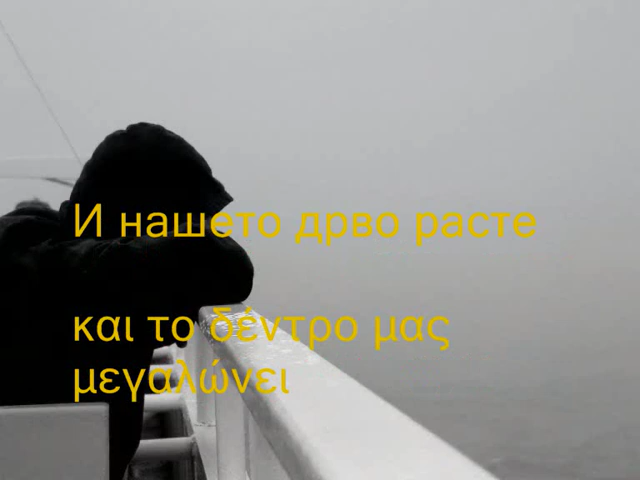 И нашето дрво расте
και το δέντρο μας
μεγαλώνει